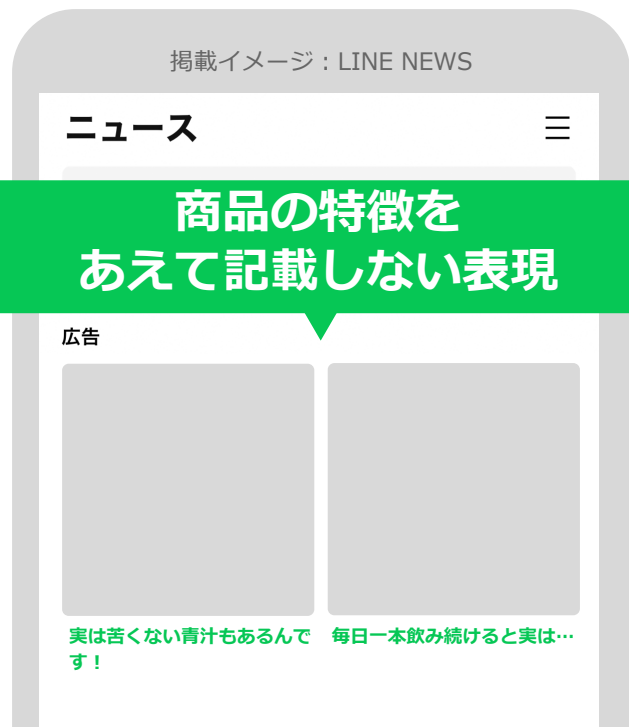 掲載イメージ：LINE NEWS
ニュース
商品の特徴を
あえて記載しない表現
広告
実は苦くない青汁もあるんで
す！
毎日一本飲み続けると実は…